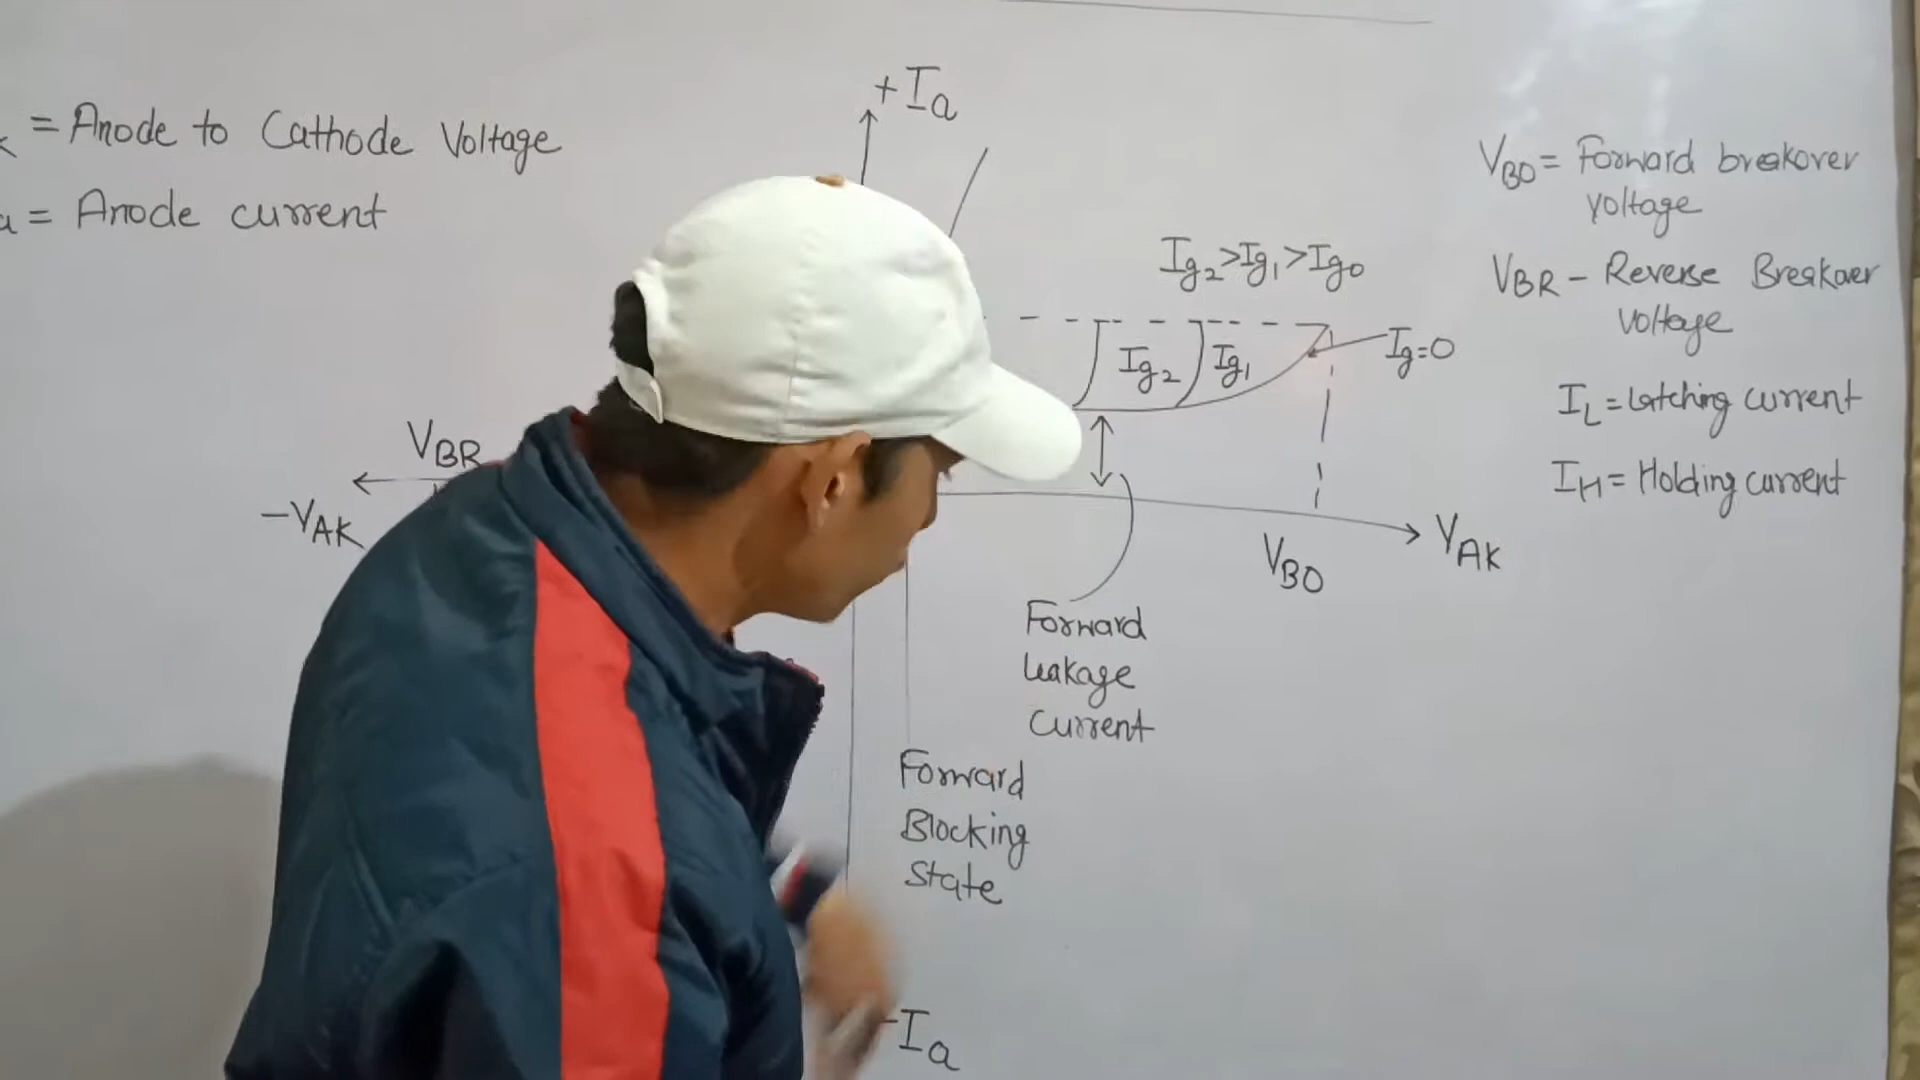 = Anode to Cathode Voltage
a = Anode current
+Ia
Ig2>Ig1>Ig0
Ig2
Ig1
Ig=0
VBR
-VAK
VBO
VAK
Forward
Leakage
Current
Forward
Blocking
State
-Ia
VBO = Forward breakover
voltage
VBR - Reverse Breakover
Voltage
IL = Latching current
IH = Holding current